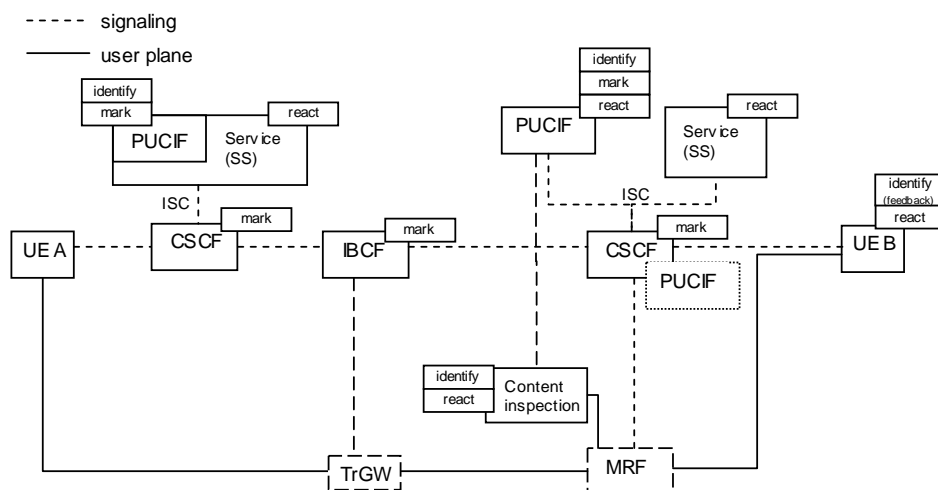 signaling
user plane
identify
mark
PUCIF
Service
(SS)
react
ISC
mark
CSCF
UE A
mark
IBCF
identify
mark
react
PUCIF
react
Service
(SS)
ISC
mark
CSCF
PUCIF
identify
(feedback)
react
UE B
identify
react
Content
inspection
TrGW
MRF